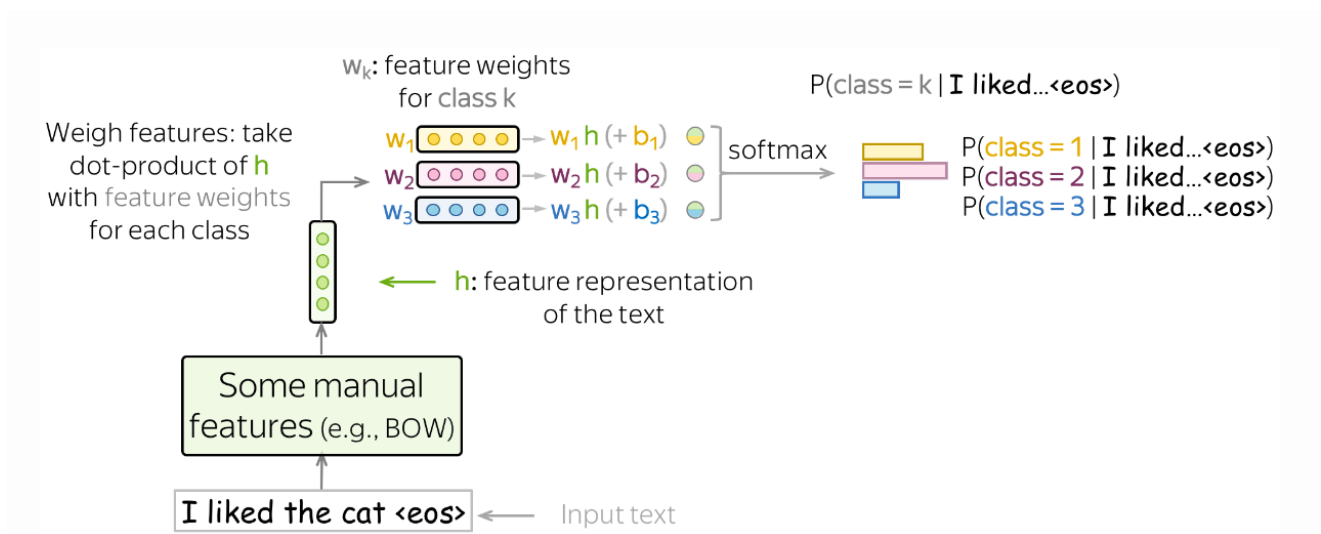 wk: feature weights
for class k
P(class = k | I liked...<eos>)
Weigh features: take
dot-product of h
with feature weights
for each class
w1
w1 h (+ b1)
w2
w2 h (+ b2)
w3
w3 h (+ b3)
softmax
P(class = 1 | I liked...<eos>)
P(class = 2 | I liked...<eos>)
P(class = 3 | I liked...<eos>)
h: feature representation
of the text
Some manual
features (e.g., BOW)
I liked the cat <eos>
Input text